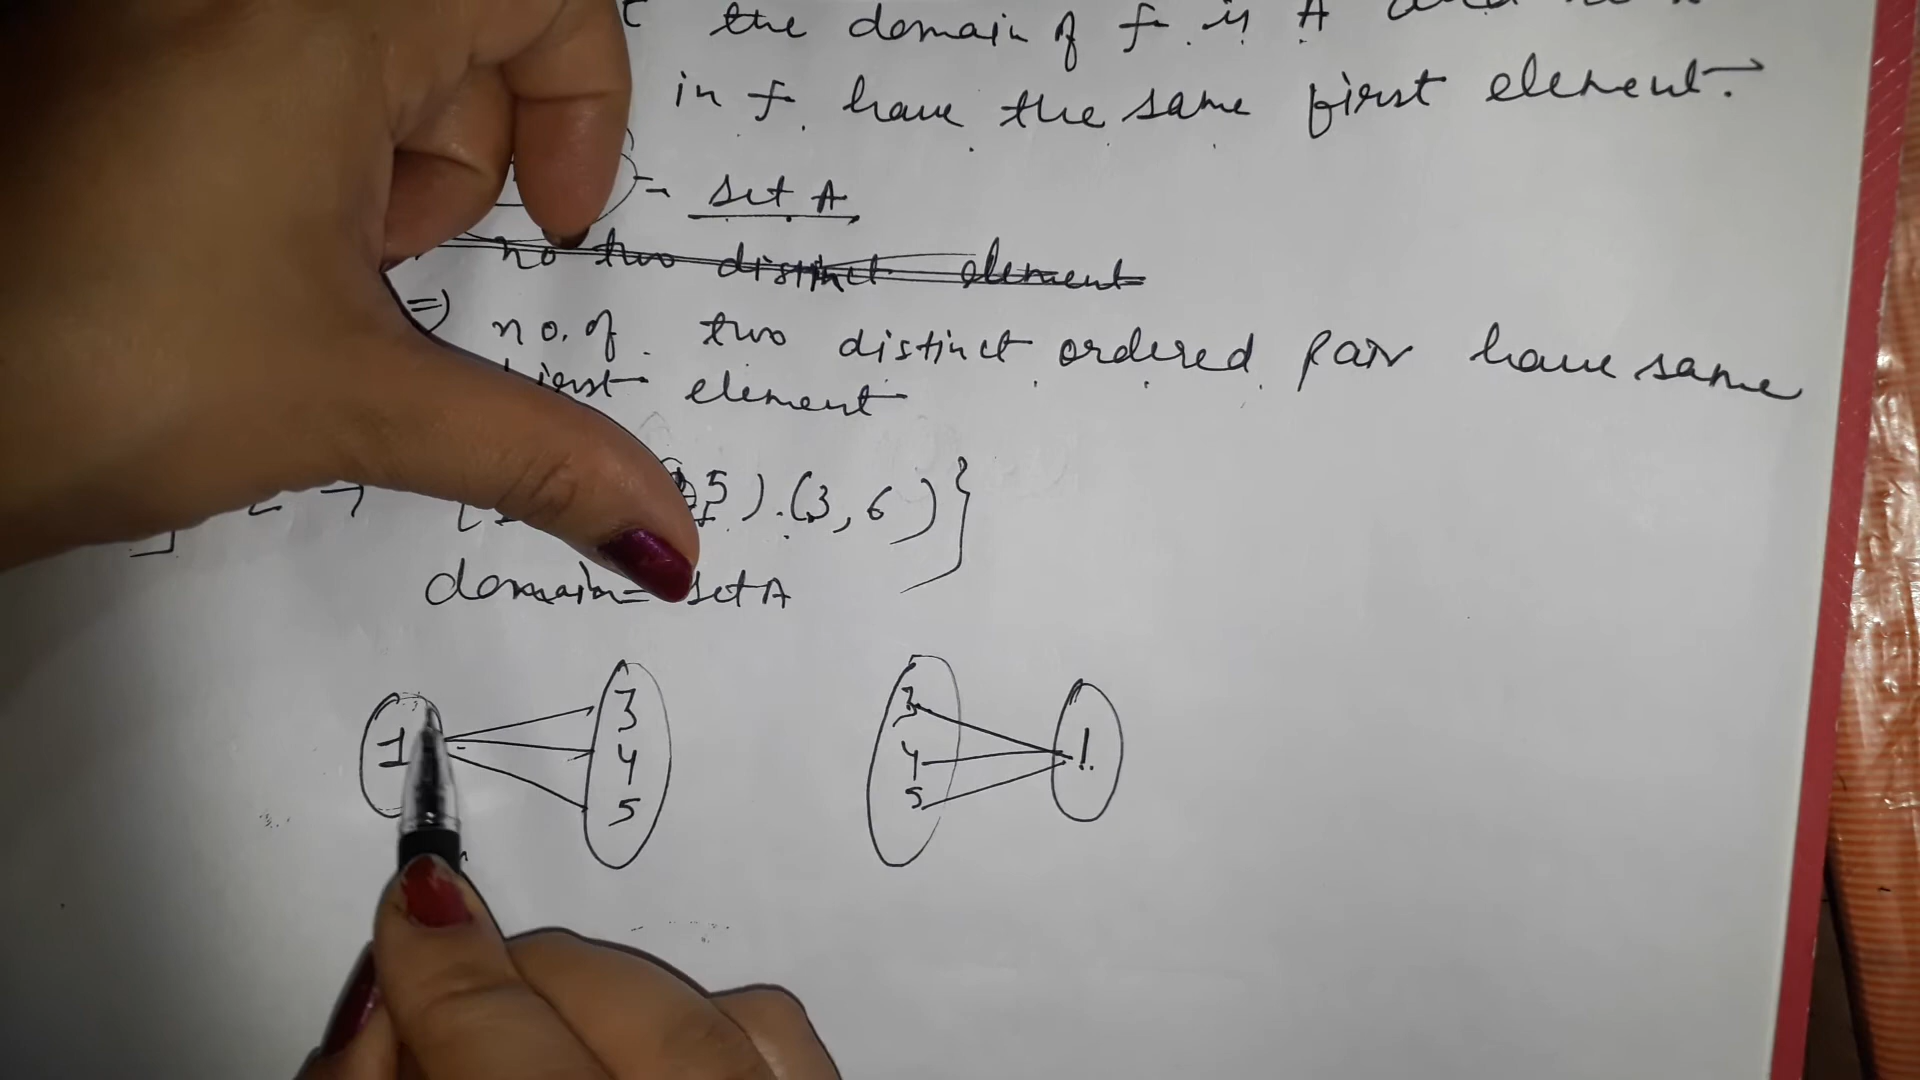 the domain of f is A
in f have the same first element.
set A
no two distinct element
=) no. of two distinct ordered pair have same
first element
5).(3,6)}
domain= set A
1 3 3 1
4 4
5 5